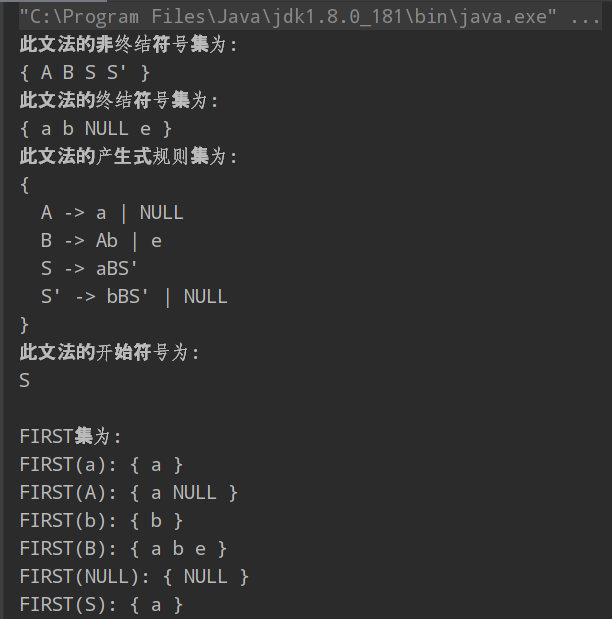 "C:\Program Files\Java\jdk1.8.0_181\bin\java.exe" ...
此文法的非终结符号集为:
{ A B S S' }
此文法的终结符号集为:
{ a b NULL e }
此文法的产生式规则集为:
{
  A -> a | NULL
  B -> Ab | e
  S -> aBS'
  S' -> bBS' | NULL
}
此文法的开始符号为:
S
FIRST集为:
FIRST(a): { a }
FIRST(A): { a NULL }
FIRST(b): { b }
FIRST(B): { a b e }
FIRST(NULL): { NULL }
FIRST(S): { a }